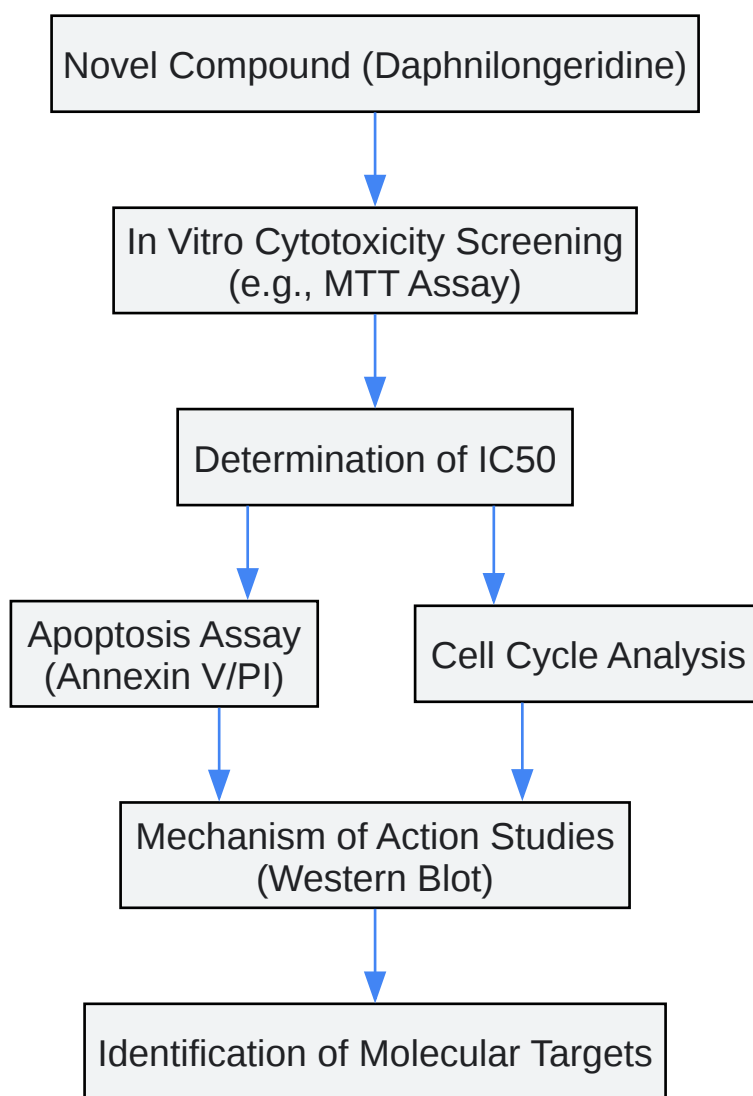 Novel Compound (Daphnilongeridine)
In Vitro Cytotoxicity Screening
(e.g., MTT Assay)
Determination of IC50
Apoptosis Assay
(Annexin V/PI)
Cell Cycle Analysis
Mechanism of Action Studies
(Western Blot)
Identification of Molecular Targets